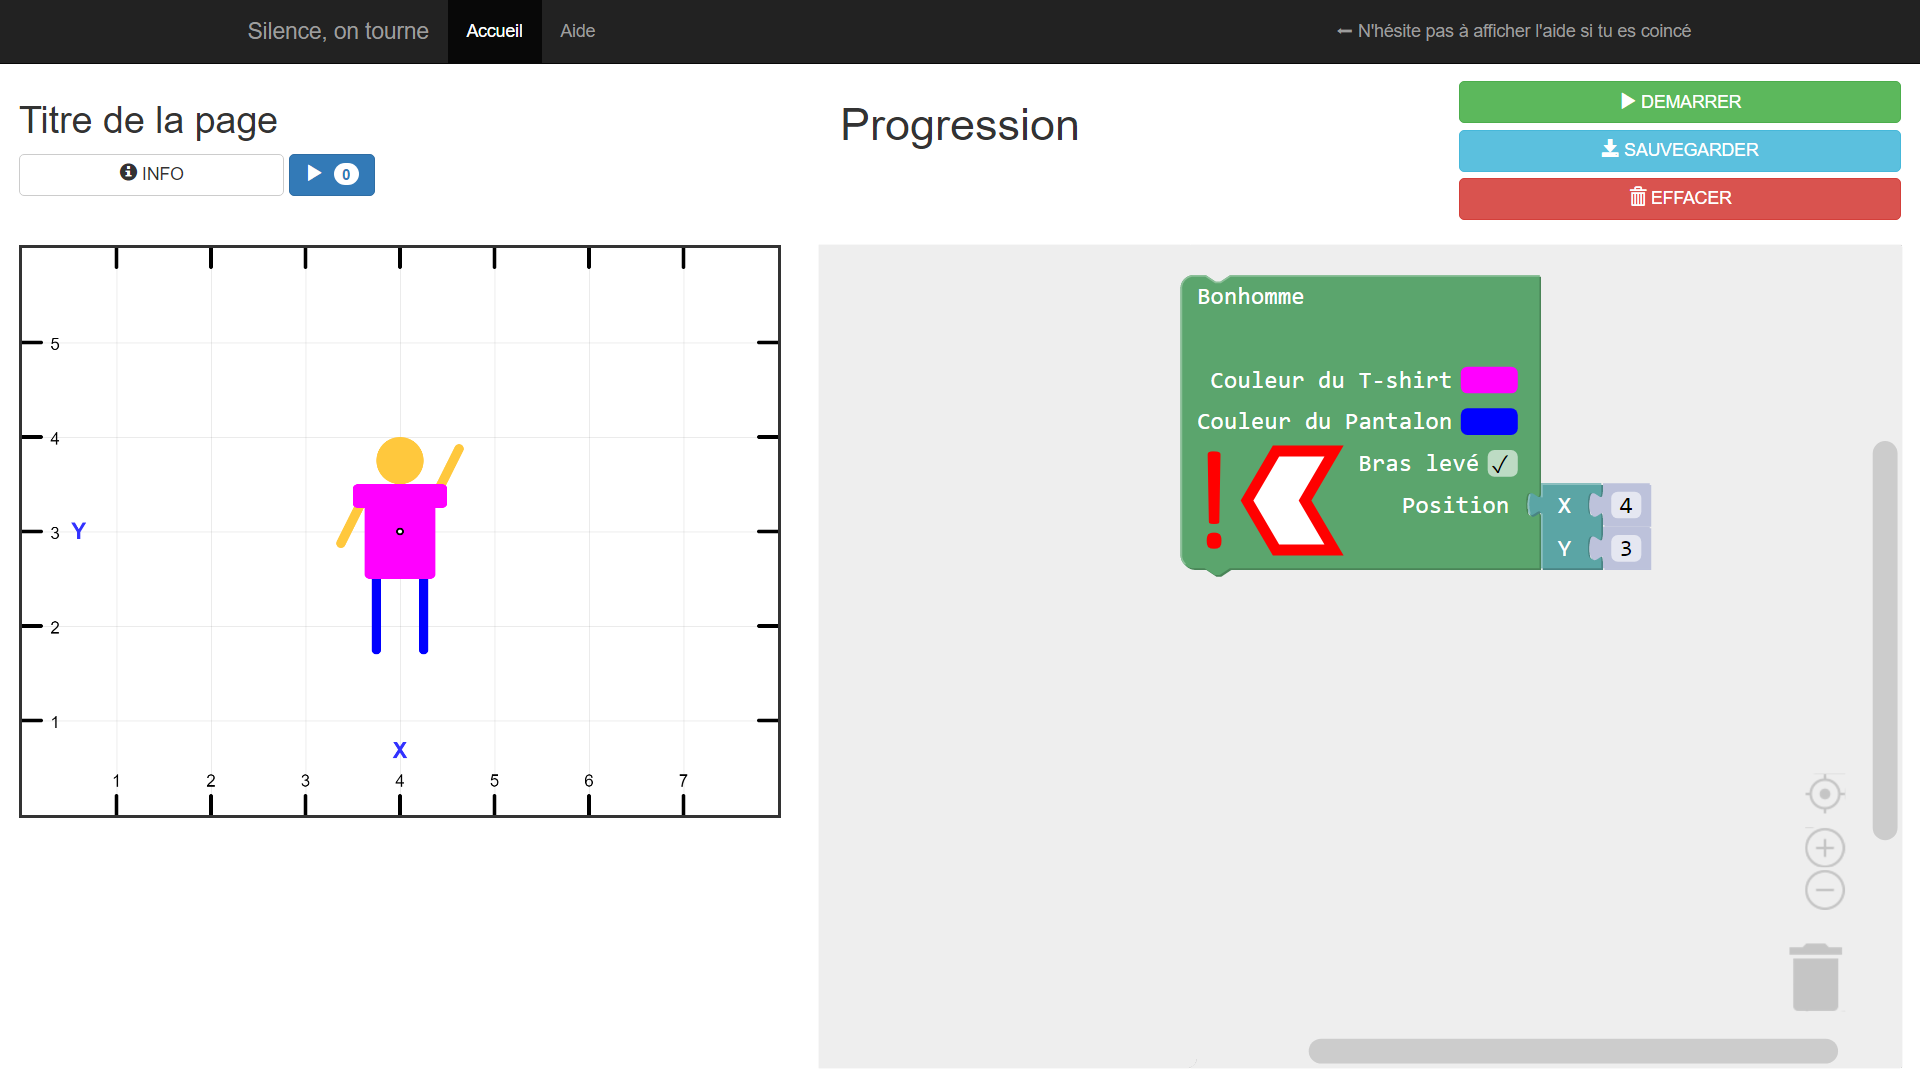 Silence, on tourne
Accueil
Aide
N'hésite pas à afficher l'aide si tu es coincé
Titre de la page
INFO
0
Progression
DEMARRER
SAUVEGARDER
EFFACER
5
4
3 Y
2
1
X
1 2 3 4 5 6 7
Bonhomme
Couleur du T-shirt
Couleur du Pantalon
! Bras levé ✓
Position X 4
Y 3